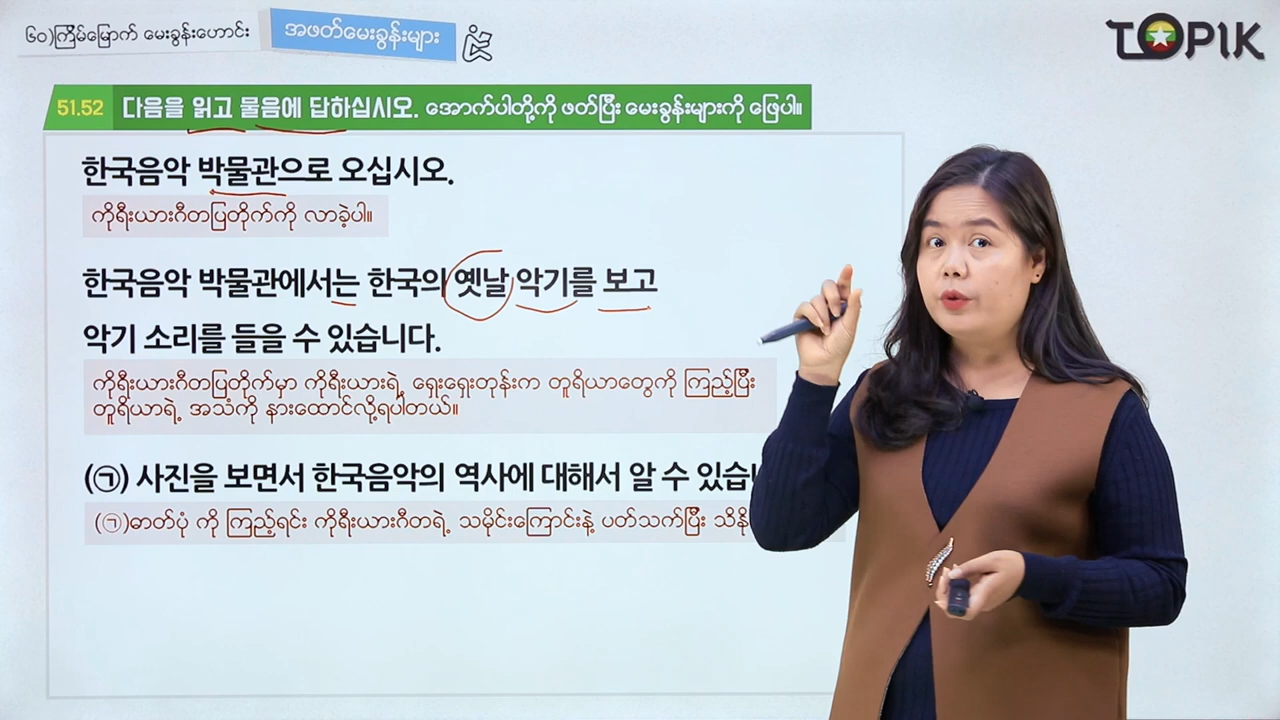 ၆၀)ကြိမ်မြောက် မေးခွန်းဟောင်း
အဖတ်မေးခွန်းများ
TOPIK
51.52 다음을 읽고 물음에 답하십시오. အောက်ပါတို့ကို ဖတ်ပြီး မေးခွန်းများကို ဖြေပါ။
한국음악 박물관으로 오십시오.
ကိုရီးယားဂီတပြတိုက်ကို လာခဲ့ပါ။
한국음악 박물관에서는 한국의 옛날 악기를 보고
악기 소리를 들을 수 있습니다.
ကိုရီးယားဂီတပြတိုက်မှာ ကိုရီးယားရဲ့ ရှေးရှေးတုန်းက တူရိယာတွေကို ကြည့်ပြီး
တူရိယာရဲ့ အသံကို နားထောင်လို့ရပါတယ်။
(㉠) 사진을 보면서 한국음악의 역사에 대해서 알 수 있습
(㉠)ဓာတ်ပုံ ကို ကြည့်ရင်း ကိုရီးယားဂီတရဲ့ သမိုင်းကြောင်းနဲ့ ပတ်သက်ပြီး သိနိ